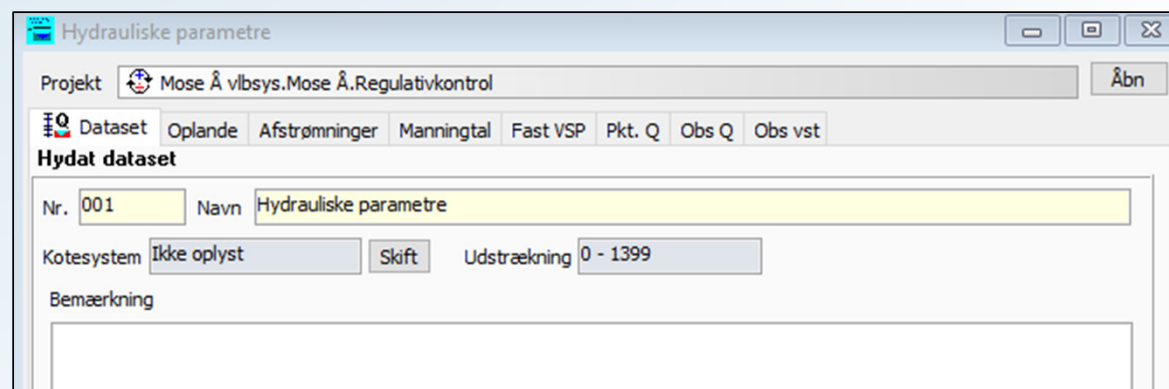 Hydrauliske parametre
Projekt Mose Å vlbsys.Mose Å.Regulativkontrol Åbn
Dataset Oplande Afstrømninger Manningtal Fast VSP Pkt. Q Obs Q Obs vst
Hydat dataset
Nr. 001 Navn Hydrauliske parametre
Kotesystem Ikke oplyst Skift Udstrækning 0 - 1399
Bemærkning